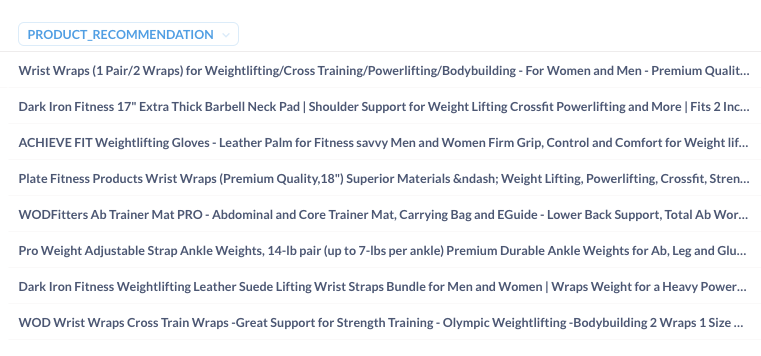 PRODUCT_RECOMMENDATION
Wrist Wraps (1 Pair/2 Wraps) for Weightlifting/Cross Training/Powerlifting/Bodybuilding - For Women and Men - Premium Qualit...
Dark Iron Fitness 17" Extra Thick Barbell Neck Pad | Shoulder Support for Weight Lifting Crossfit Powerlifting and More | Fits 2 Inc...
ACHIEVE FIT Weightlifting Gloves - Leather Palm for Fitness savvy Men and Women Firm Grip, Control and Comfort for Weight lif...
Plate Fitness Products Wrist Wraps (Premium Quality,18") Superior Materials &ndash; Weight Lifting, Powerlifting, Crossfit, Stren...
WODFitters Ab Trainer Mat PRO - Abdominal and Core Trainer Mat, Carrying Bag and EGuide - Lower Back Support, Total Ab Wor...
Pro Weight Adjustable Strap Ankle Weights, 14-lb pair (up to 7-lbs per ankle) Premium Durable Ankle Weights for Ab, Leg and Glu...
Dark Iron Fitness Weightlifting Leather Suede Lifting Wrist Straps Bundle for Men and Women | Wraps Weight for a Heavy Power...
WOD Wrist Wraps Cross Train Wraps -Great Support for Strength Training - Olympic Weightlifting -Bodybuilding 2 Wraps 1 Size ...